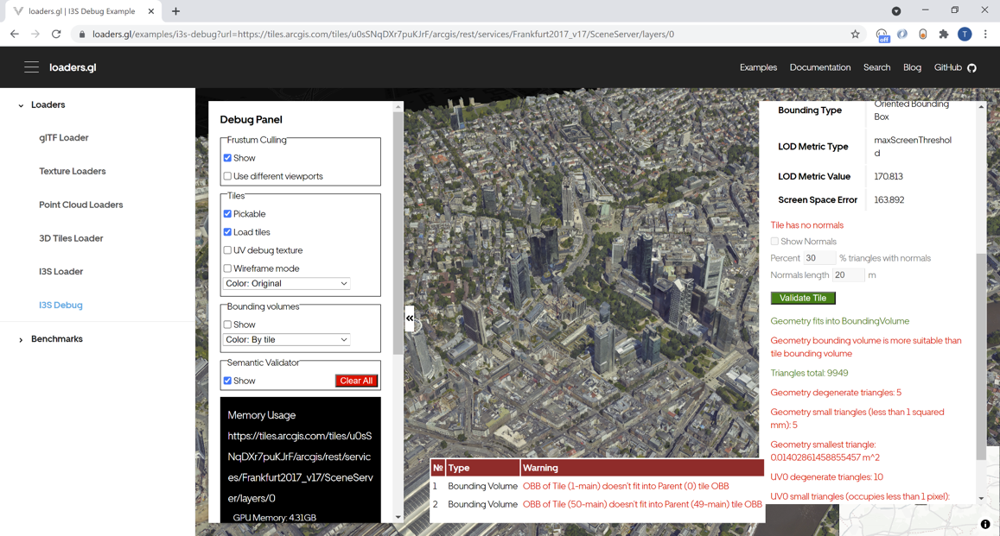 loaders.gl | I3S Debug Example
loaders.gl/examples/i3s-debug?url=https://tiles.arcgis.com/tiles/u0sSNqDXr7puKJrF/arcgis/rest/services/Frankfurt2017_v17/SceneServer/layers/0
off
T
loaders.gl
Examples Documentation Search Blog GitHub
Loaders
glTF Loader
Texture Loaders
Point Cloud Loaders
3D Tiles Loader
I3S Loader
I3S Debug
Benchmarks
Debug Panel
Frustum Culling
Show
Use different viewports
Tiles
Pickable
Load tiles
UV debug texture
Wireframe mode
Color: Original
Bounding volumes
Show
Color: By tile
Semantic Validator
Show Clear All
Memory Usage
https://tiles.arcgis.com/tiles/u0sS
NqDXr7puKJrF/arcgis/rest/servic
es/Frankfurt2017_v17/SceneServ
er/layers/0
GPU Memory: 4.31GB
«
№ Type Warning
1 Bounding Volume OBB of Tile (1-main) doesn't fit into Parent (0) tile OBB
2 Bounding Volume OBB of Tile (50-main) doesn't fit into Parent (49-main) tile OBB
Bounding Type Oriented Bounding
Box
LOD Metric Type maxScreenThreshol
d
LOD Metric Value 170.813
Screen Space Error 163.892
Tile has no normals
Show Normals
Percent 30 % triangles with normals
Normals length 20 m
Validate Tile
Geometry fits into BoundingVolume
Geometry bounding volume is more suitable than
tile bounding volume
Triangles total: 9949
Geometry degenerate triangles: 5
Geometry small triangles (less than 1 squared
mm): 5
Geometry smallest triangle:
0.01402861458855457 m^2
UV0 degenerate triangles: 10
UV0 small triangles (occupies less than 1 pixel):